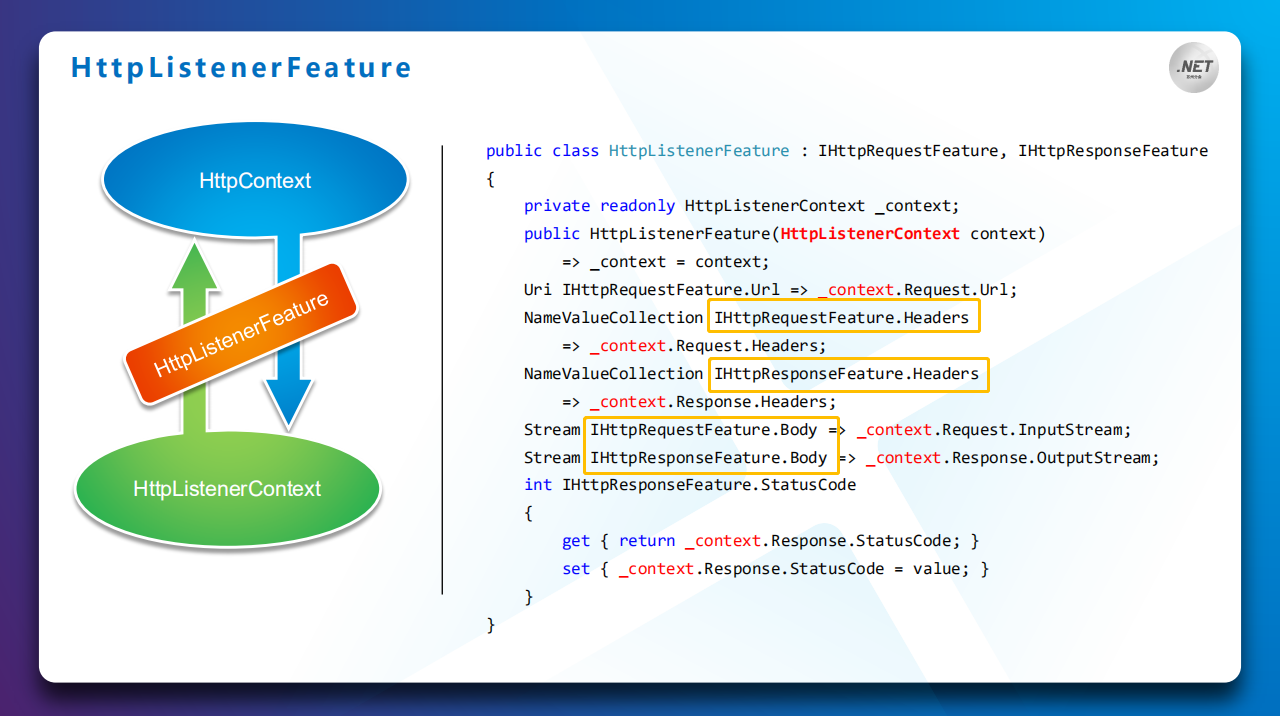 HttpListenerFeature
.NET
HttpContext
HttpListenerFeature
HttpListenerContext
public class HttpListenerFeature : IHttpRequestFeature, IHttpResponseFeature
{
private readonly HttpListenerContext _context;
public HttpListenerFeature(HttpListenerContext context)
=> _context = context;
Uri IHttpRequestFeature.Url => _context.Request.Url;
NameValueCollection IHttpRequestFeature.Headers
=> _context.Request.Headers;
NameValueCollection IHttpResponseFeature.Headers
=> _context.Response.Headers;
Stream IHttpRequestFeature.Body => _context.Request.InputStream;
Stream IHttpResponseFeature.Body => _context.Response.OutputStream;
int IHttpResponseFeature.StatusCode
{
get { return _context.Response.StatusCode; }
set { _context.Response.StatusCode = value; }
}
}